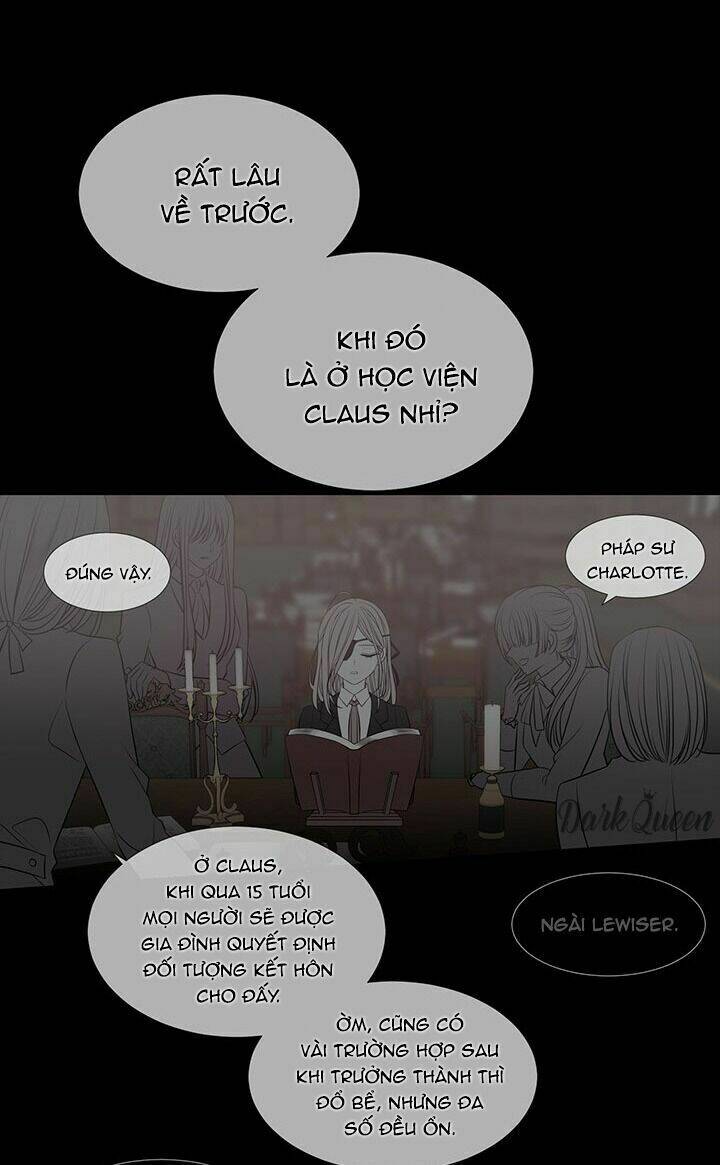 RẤT LÂU
VỀ TRƯỚC.
KHI ĐÓ
LÀ Ở HỌC VIỆN
CLAUS NHỈ?
ĐÚNG VẬY.
PHÁP SƯ
CHARLOTTE.
Dark Queen
Ở CLAUS,
KHI QUA 15 TUỔI
MỌI NGƯỜI SẼ ĐƯỢC
GIA ĐÌNH QUYẾT ĐỊNH
ĐỐI TƯỢNG KẾT HÔN
CHO ĐẤY.
NGÀI LEWISER.
ỜM, CŨNG CÓ
VÀI TRƯỜNG HỢP SAU
KHI TRƯỞNG THÀNH THÌ
ĐỔ BỂ, NHƯNG ĐA
SỐ ĐỀU ỔN.